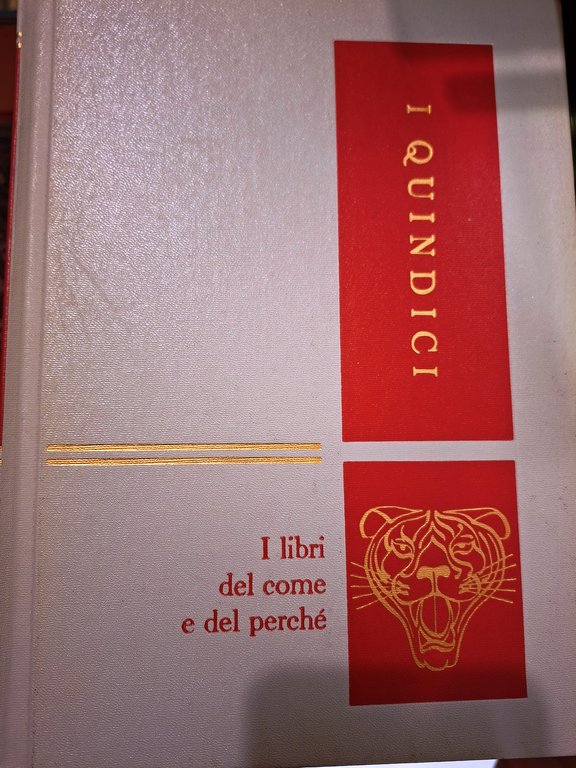 I QUINDICI
I libri
del come
e del perché